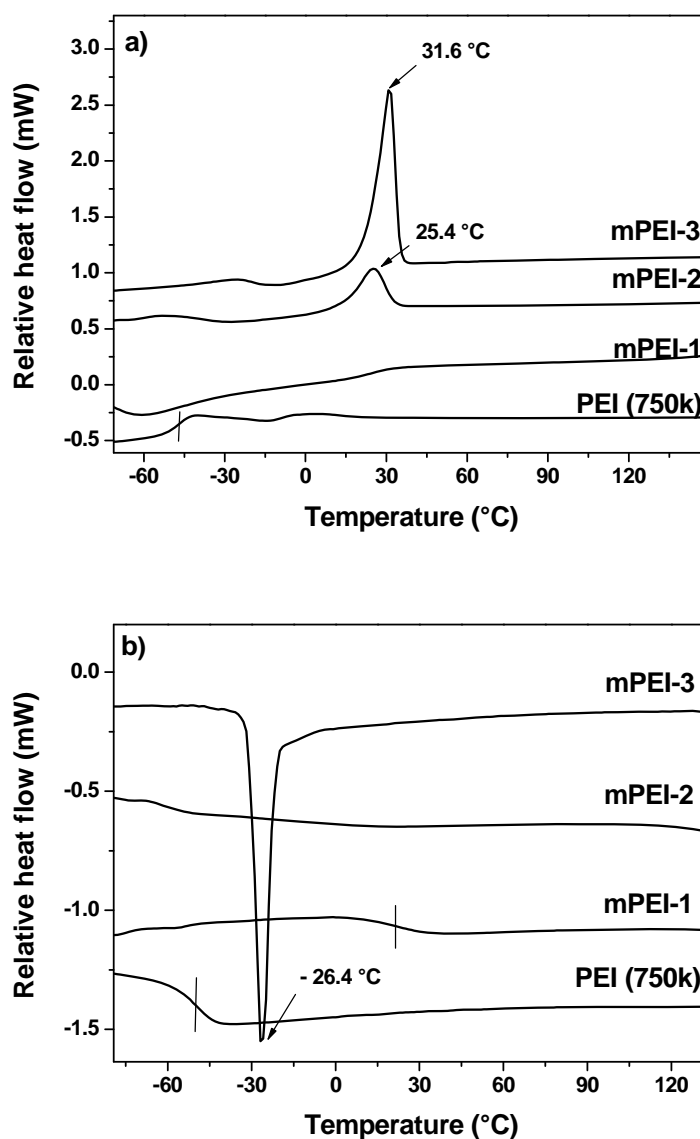 a)
31.6 °C
25.4 °C
mPEI-3
mPEI-2
mPEI-1
PEI (750k)
Relative heat flow (mW)
3.0
2.5
2.0
1.5
1.0
0.5
0.0
-0.5
-60 -30 0 30 60 90 120
Temperature (°C)
b)
mPEI-3
mPEI-2
mPEI-1
PEI (750k)
- 26.4 °C
Relative heat flow (mW)
0.0
-0.5
-1.0
-1.5
-60 -30 0 30 60 90 120
Temperature (°C)